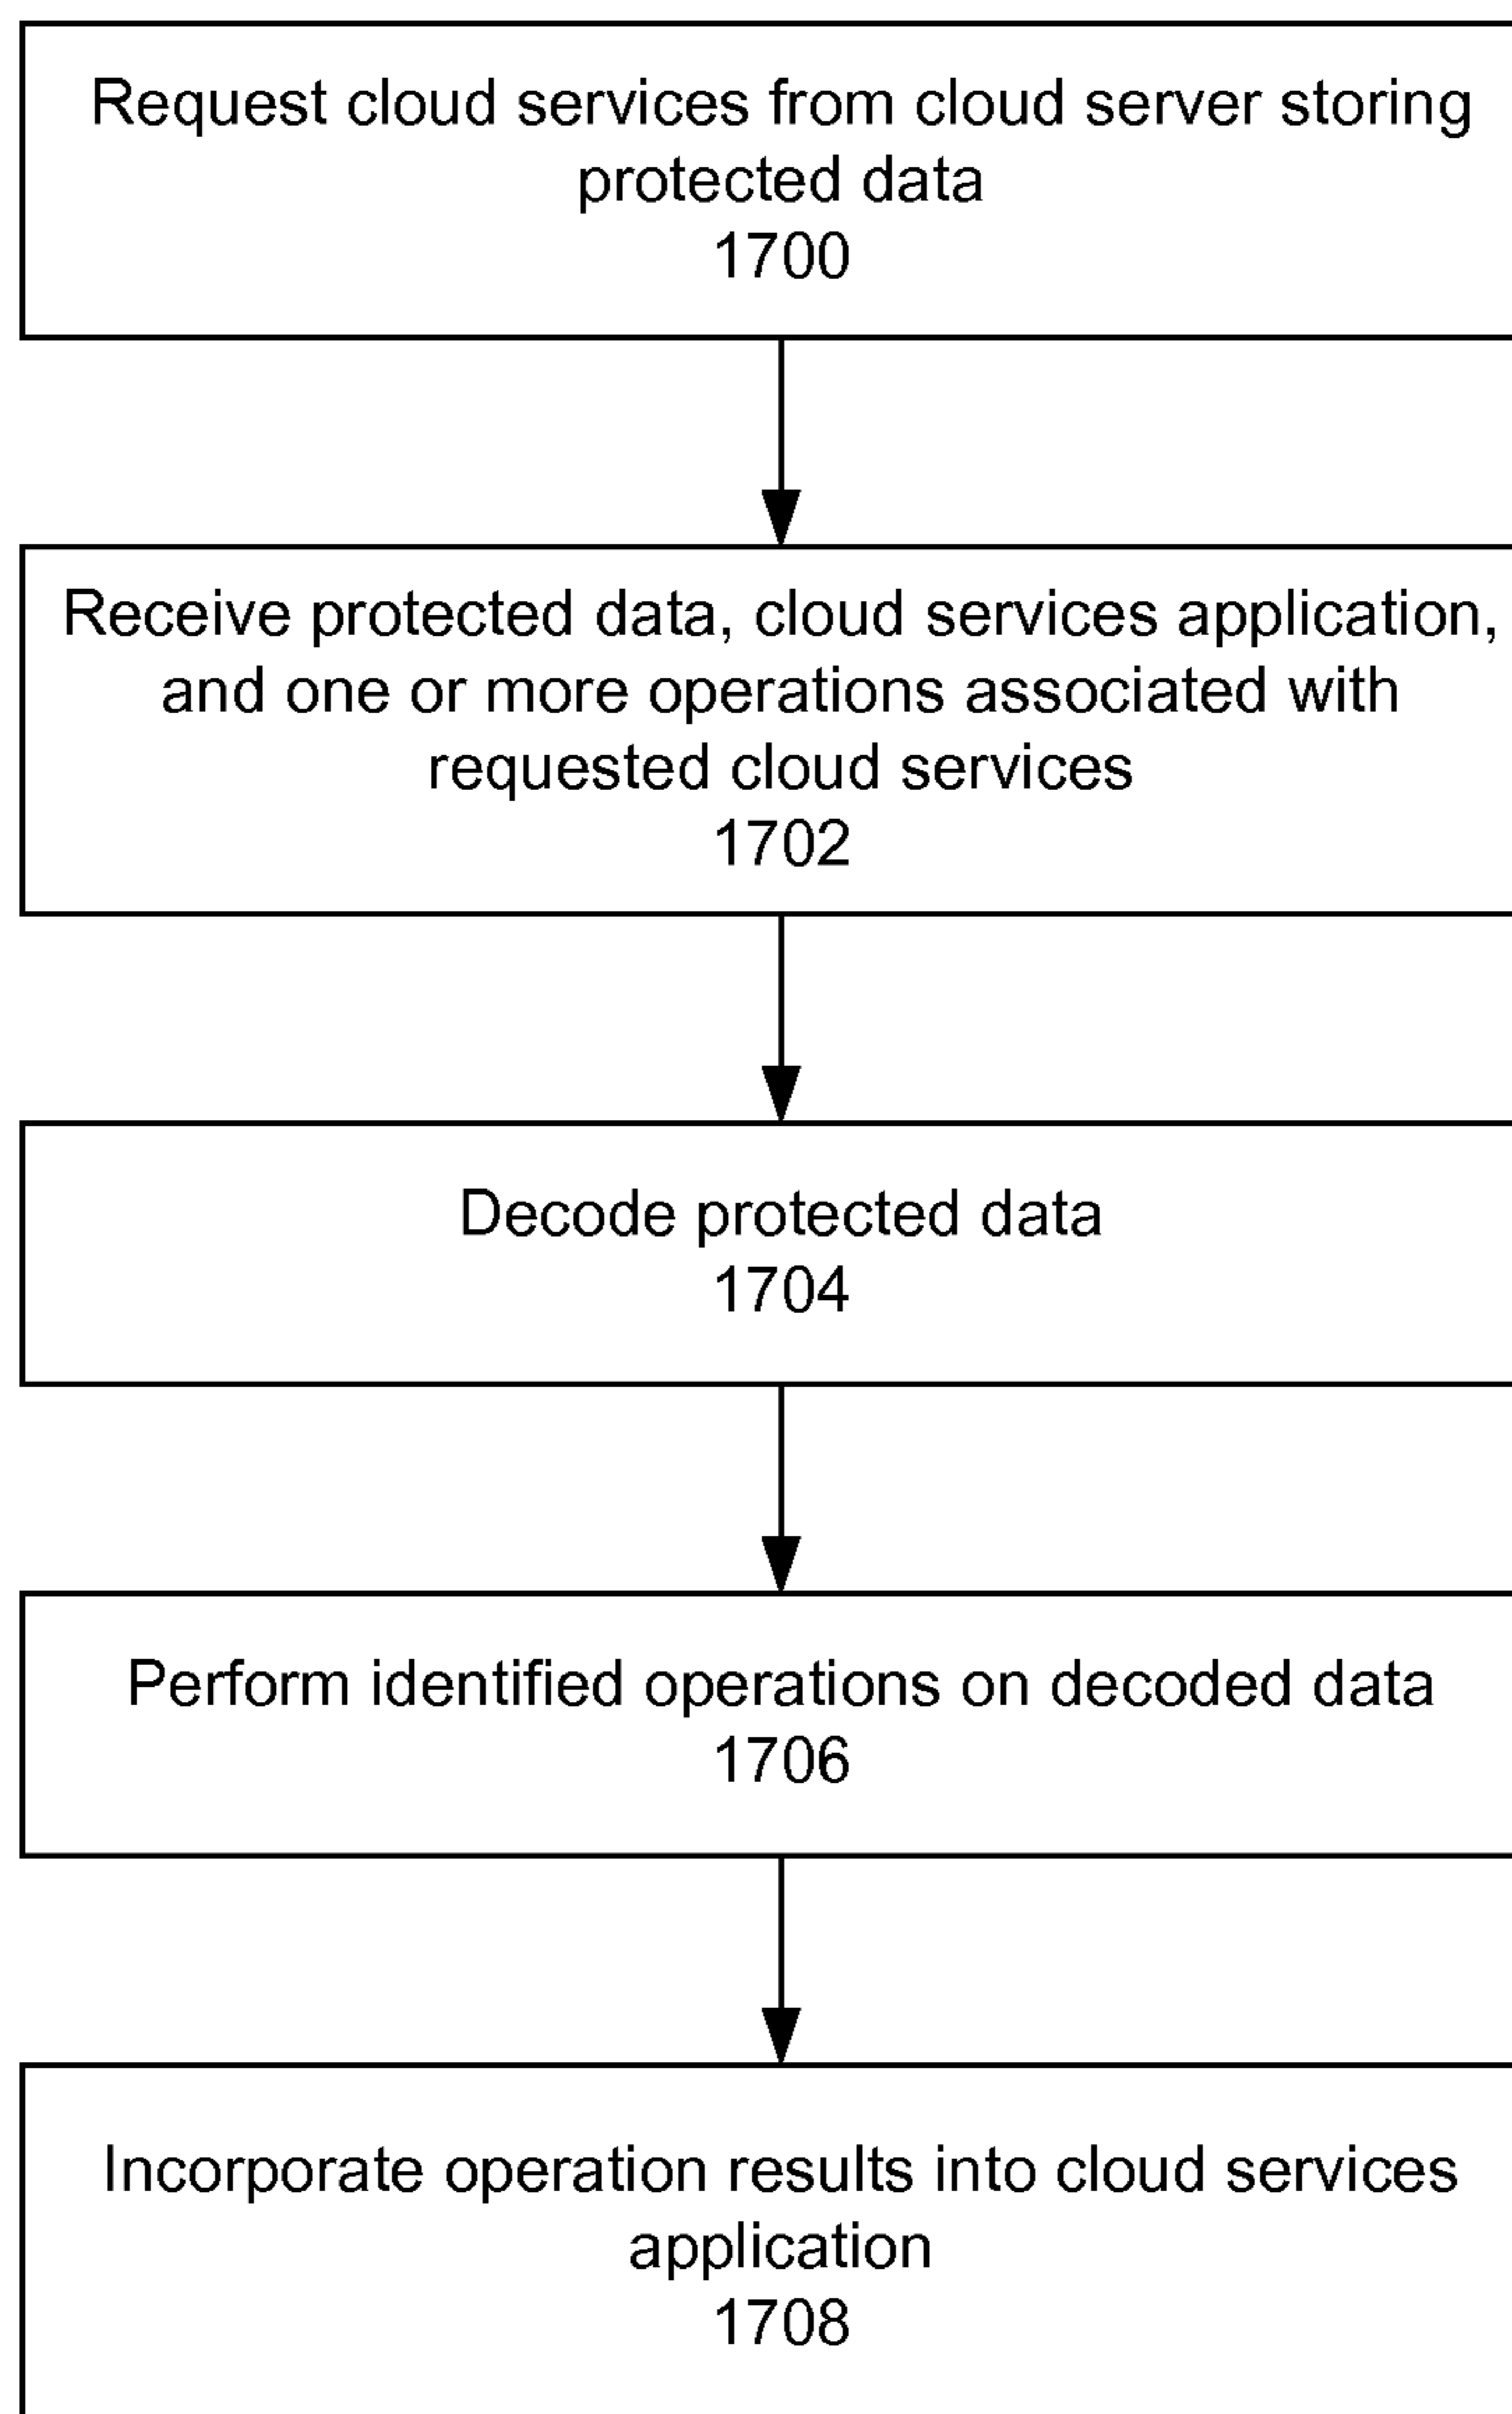 Request cloud services from cloud server storing
protected data
1700
Receive protected data, cloud services application,
and one or more operations associated with
requested cloud services
1702
Decode protected data
1704
Perform identified operations on decoded data
1706
Incorporate operation results into cloud services
application
1708